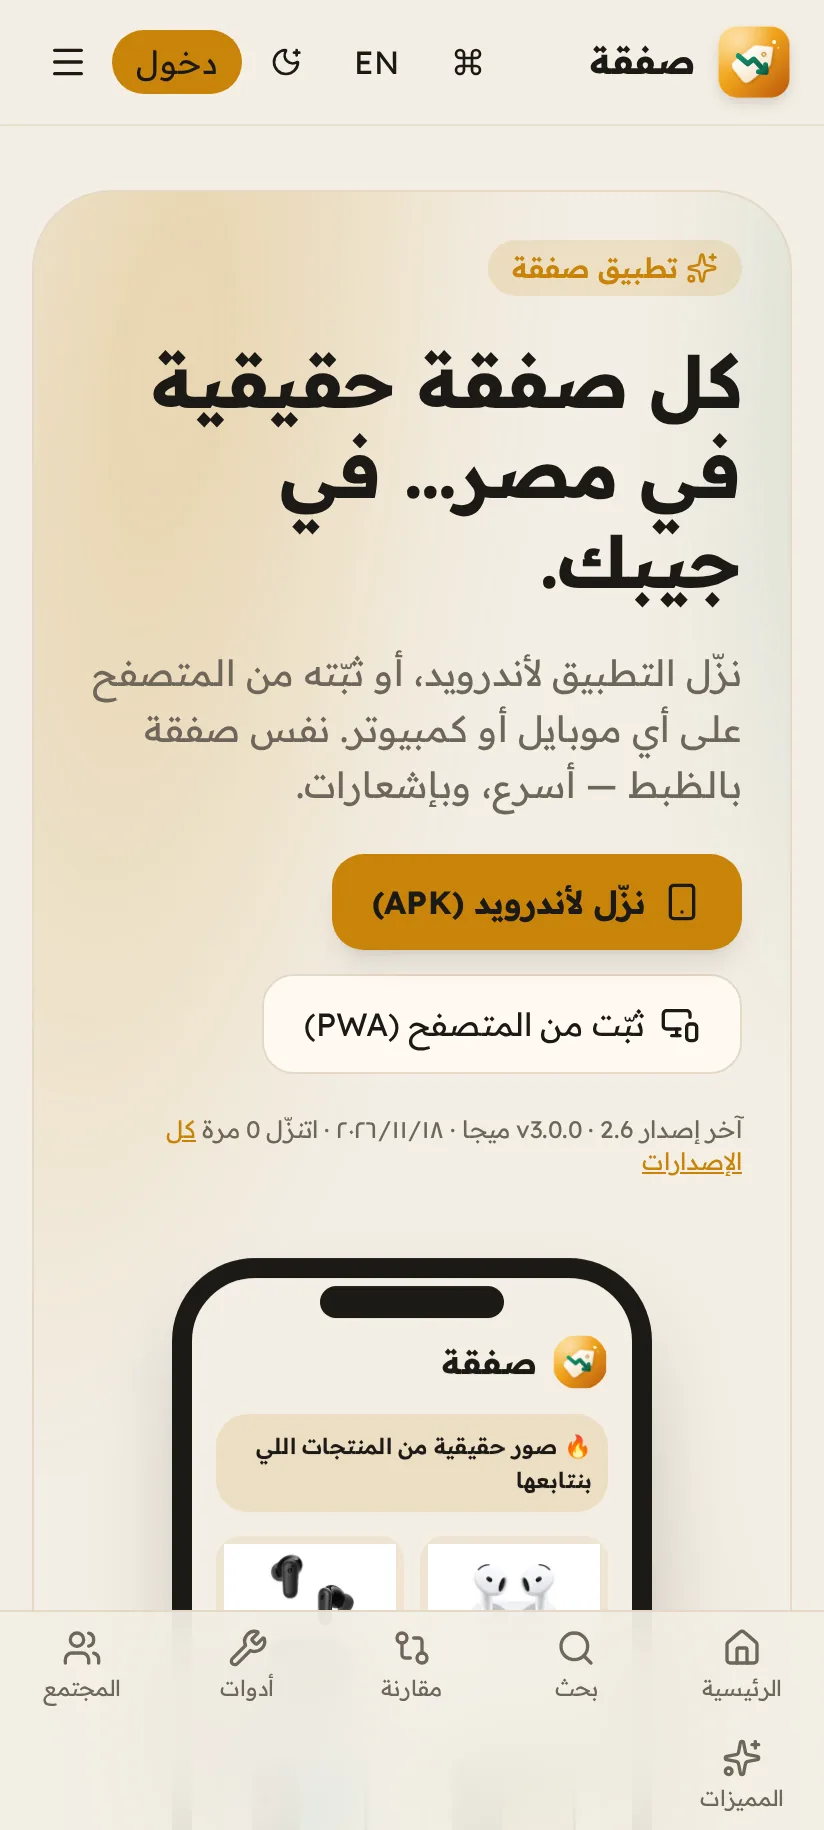 صفقة
EN
دخول
تطبيق صفقة
كل صفقة حقيقية
في مصر... في
جيبك.
نزّل التطبيق لأندرويد، أو ثبّته من المتصفح
على أي موبايل أو كمبيوتر. نفس صفقة
بالظبط — أسرع، وبإشعارات.
نزّل لأندرويد (APK)
ثبّت من المتصفح (PWA)
آخر إصدار v3.0.0 · 2.6 ميجا · ٢٠٢٦/١١/١٨ · اتنزّل 0 مرة كل
الإصدارات
صفقة
🔥 صور حقيقية من المنتجات اللي
بنتابعها
الرئيسية
بحث
مقارنة
أدوات
المجتمع
المميزات